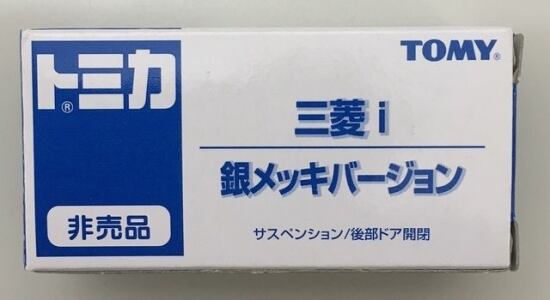 トミカ®
TOMY®
三菱 i
銀メッキバージョン
非売品
サスペンション/後部ドア開閉